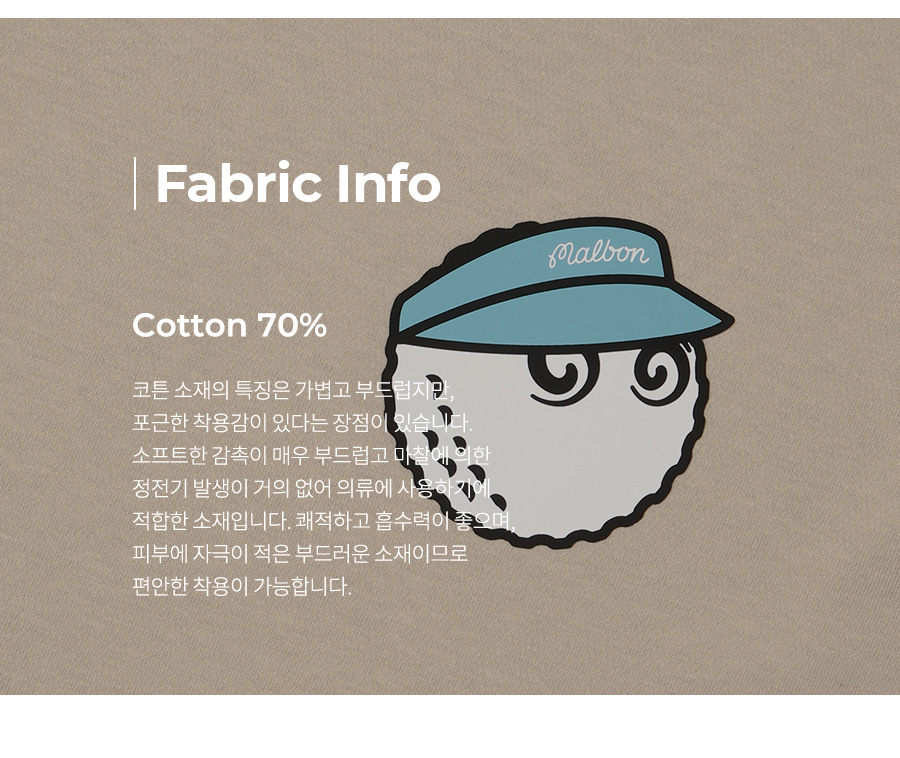 Fabric Info
Malbon
Cotton 70%
코튼 소재의 특징은 가볍고 부드럽지만,
포근한 착용감이 있다는 장점이 있습니다.
소프트한 감촉이 매우 부드럽고 마찰에 의한
정전기 발생이 거의 없어 의류에 사용하기에
적합한 소재입니다. 쾌적하고 흡수력이 좋으며,
피부에 자극이 적은 부드러운 소재이므로
편안한 착용이 가능합니다.